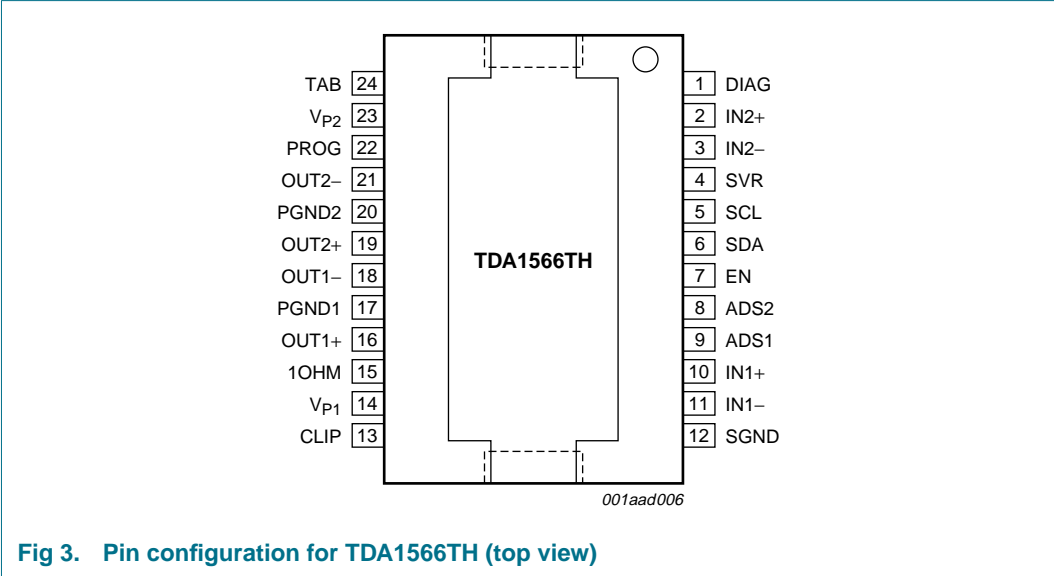 TAB 24 1 DIAG
VP2 23 2 IN2+
PROG 22 3 IN2−
OUT2− 21 4 SVR
PGND2 20 5 SCL
OUT2+ 19 6 SDA
TDA1566TH
OUT1− 18 7 EN
PGND1 17 8 ADS2
OUT1+ 16 9 ADS1
1OHM 15 10 IN1+
VP1 14 11 IN1−
CLIP 13 12 SGND
001aad006
Fig 3. Pin configuration for TDA1566TH (top view)